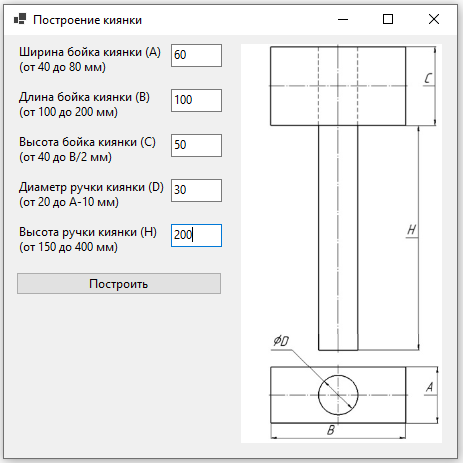 Построение киянки
Ширина бойка киянки (A)
(от 40 до 80 мм)
60
Длина бойка киянки (B)
(от 100 до 200 мм)
100
Высота бойка киянки (C)
(от 40 до B/2 мм)
50
Диаметр ручки киянки (D)
(от 20 до A-10 мм)
30
Высота ручки киянки (H)
(от 150 до 400 мм)
200
Построить
C
H
ØD
A
B